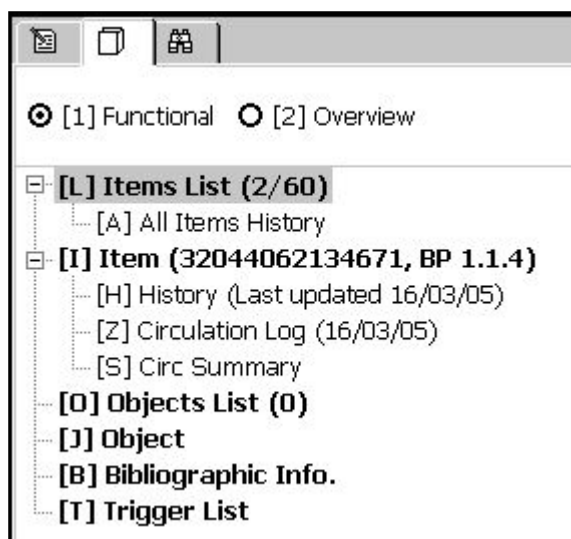 [1] Functional [2] Overview
[L] Items List (2/60)
[A] All Items History
[I] Item (32044062134671, BP 1.1.4)
[H] History (Last updated 16/03/05)
[Z] Circulation Log (16/03/05)
[S] Circ Summary
[O] Objects List (0)
[J] Object
[B] Bibliographic Info.
[T] Trigger List